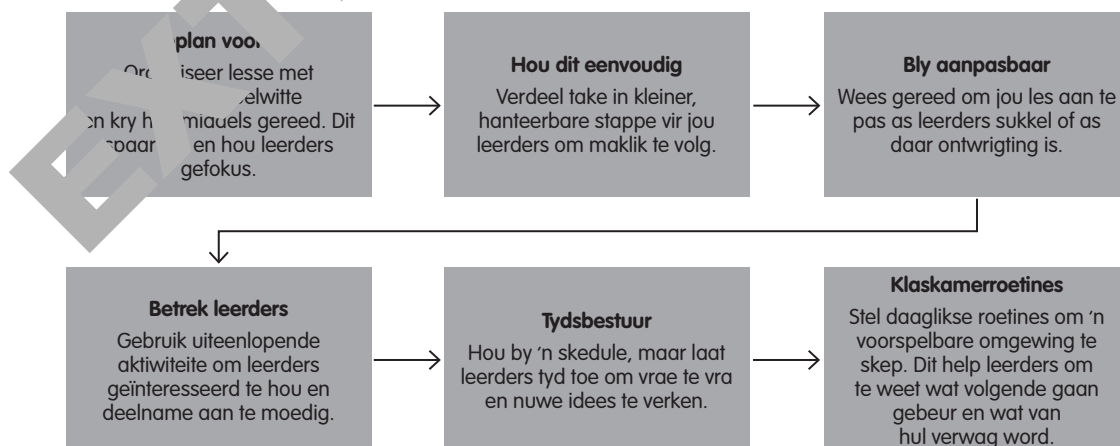 plan voor
iseer lesse met
elwitte
en kry h middels gereed. Dit
spaar en hou leerders
gefokus.
Hou dit eenvoudig
Verdeel take in kleiner,
hanteerbare stappe vir jou
leerders om maklik te volg.
Bly aanpasbaar
Wees gereed om jou les aan te
pas as leerders sukkel of as
daar ontwrigting is.
Betrek leerders
Gebruik uiteenlopende
aktiwiteite om leerders
geïnteresseerd te hou en
deelname aan te moedig.
Tydsbestuur
Hou by ’n skedule, maar laat
leerders tyd toe om vrae te vra
en nuwe idees te verken.
Klaskamerroetines
Stel daaglikse roetines om ’n
voorspelbare omgewing te
skep. Dit help leerders om
te weet wat volgende gaan
gebeur en wat van
hul verwag word.